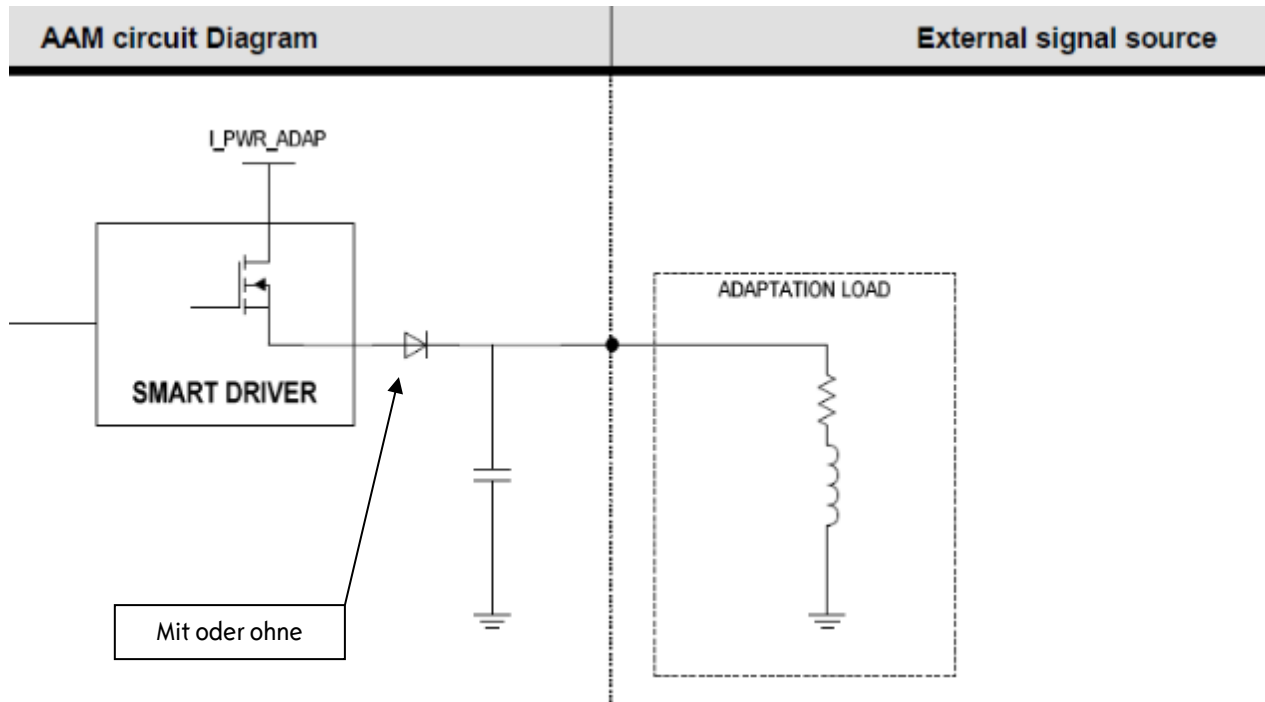 AAM circuit Diagram
External signal source
I_PWR_ADAP
ADAPTATION LOAD
SMART DRIVER
Mit oder ohne